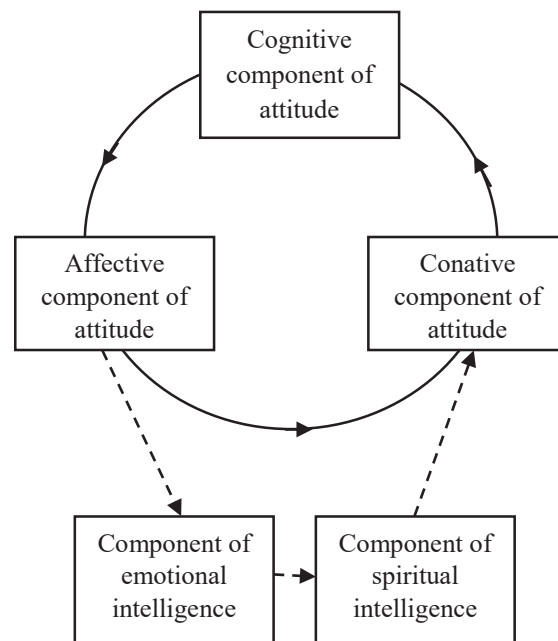 Cognitive
component of
attitude
Affective
component of
attitude
Conative
component of
attitude
Component of
emotional
intelligence
Component of
spiritual
intelligence